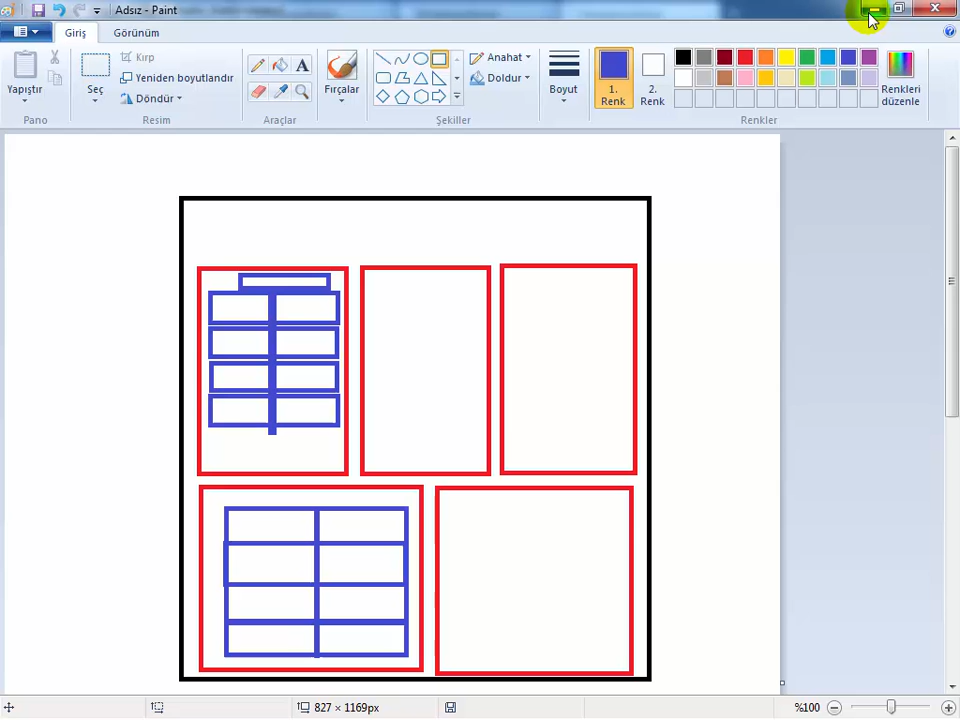 Adsız - Paint
Giriş Görünüm
Yapıştır
Pano
Seç
Kırp
Yeniden boyutlandır
Döndür
Resim
A
Araçlar
Fırçalar
Anahat
Doldur
Şekiller
Boyut
1.
Renk
2.
Renk
Renkleri
düzenle
Renkler
827 × 1169px
%100